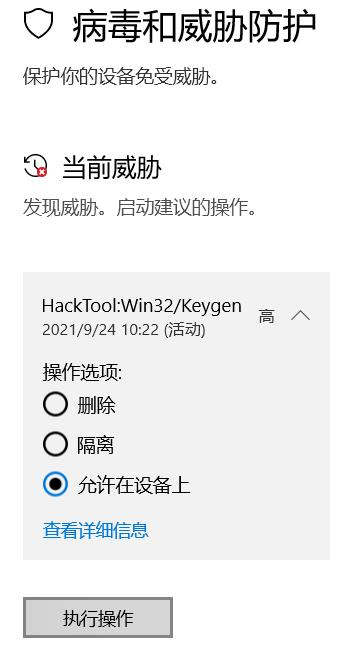 病毒和威胁防护
保护你的设备免受威胁。
当前威胁
发现威胁。启动建议的操作。
HackTool:Win32/Keygen
高
2021/9/24 10:22 (活动)
操作选项:
删除
隔离
允许在设备上
查看详细信息
执行操作